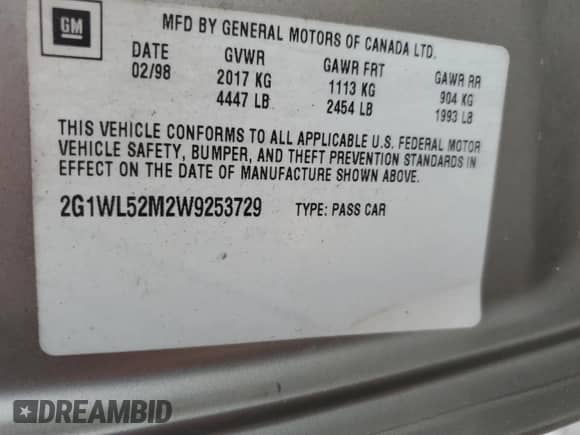 GM
MFD BY GENERAL MOTORS OF CANADA LTD.
DATE GVWR GAWR FRT GAWR RR
02/98 2017 KG 1113 KG 904 KG
4447 LB 2454 LB 1993 LB
THIS VEHICLE CONFORMS TO ALL APPLICABLE U.S. FEDERAL MOTOR
VEHICLE SAFETY, BUMPER, AND THEFT PREVENTION STANDARDS IN
EFFECT ON THE DATE OF MANUFACTURE SHOWN ABOVE.
2G1WL52M2W9253729 TYPE: PASS CAR
DREAMBID